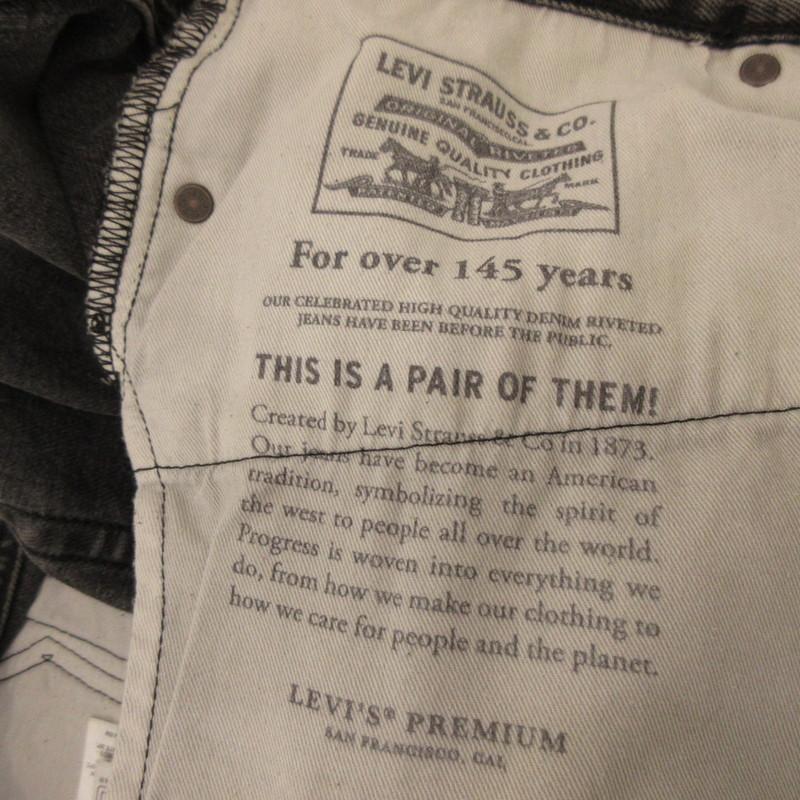 LEVI STRAUSS & CO.
SAN FRANCISCO, CAL.
ORIGINAL RIVETED
GENUINE QUALITY CLOTHING
TRADE MARK
For over 145 years
OUR CELEBRATED HIGH QUALITY DENIM RIVETED
JEANS HAVE BEEN BEFORE THE PUBLIC.
THIS IS A PAIR OF THEM!
Created by Levi Strauss & Co in 1873.
Our jeans have become an American
tradition, symbolizing the spirit of
the west to people all over the world.
Progress is woven into everything we
do, from how we make our clothing to
how we care for people and the planet.
LEVI'S® PREMIUM
SAN FRANCISCO, CAL